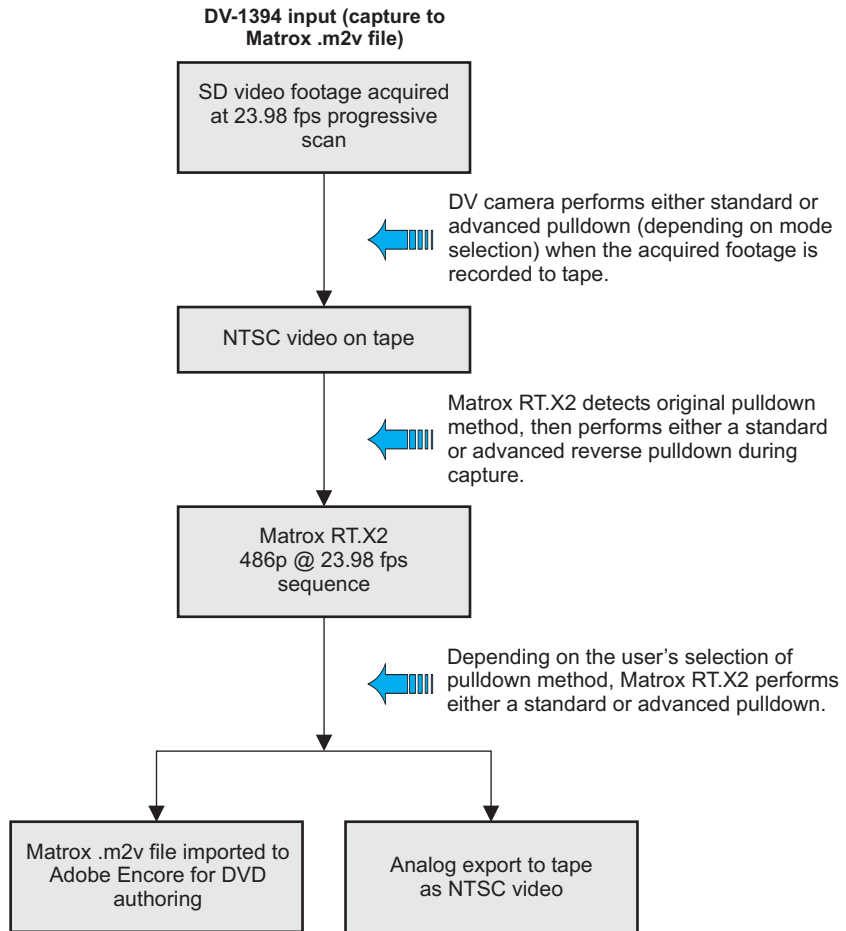 DV-1394 input (capture to
Matrox .m2v file)
SD video footage acquired
at 23.98 fps progressive
scan
DV camera performs either standard or
advanced pulldown (depending on mode
selection) when the acquired footage is
recorded to tape.
NTSC video on tape
Matrox RT.X2 detects original pulldown
method, then performs either a standard
or advanced reverse pulldown during
capture.
Matrox RT.X2
486p @ 23.98 fps
sequence
Depending on the user’s selection of
pulldown method, Matrox RT.X2 performs
either a standard or advanced pulldown.
Matrox .m2v file imported to
Adobe Encore for DVD
authoring
Analog export to tape
as NTSC video